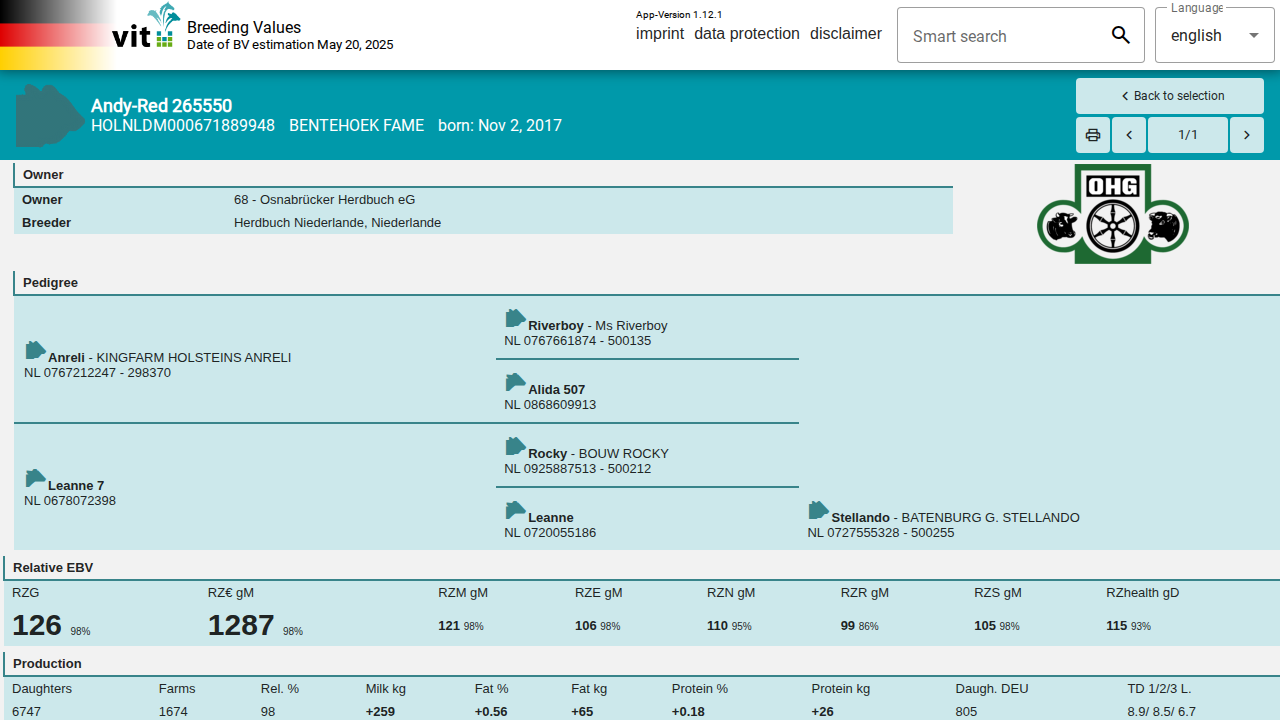 vit
Breeding Values
Date of BV estimation May 20, 2025
App-Version 1.12.1
imprint data protection disclaimer
Smart search
Language
english
Andy-Red 265550
HOLNLDM000671889948 BENTEHOEK FAME born: Nov 2, 2017
Back to selection
1/1
Owner
Owner 68 - Osnabrücker Herdbuch eG
Breeder Herdbuch Niederlande, Niederlande
OHG
Pedigree
Anreli - KINGFARM HOLSTEINS ANRELI
NL 0767212247 - 298370
Riverboy - Ms Riverboy
NL 0767661874 - 500135
Alida 507
NL 0868609913
Leanne 7
NL 0678072398
Rocky - BOUW ROCKY
NL 0925887513 - 500212
Leanne
NL 0720055186
Stellando - BATENBURG G. STELLANDO
NL 0727555328 - 500255
Relative EBV
RZG RZ€ gM RZM gM RZE gM RZN gM RZR gM RZS gM RZhealth gD
126 98% 1287 98% 121 98% 106 98% 110 95% 99 86% 105 98% 115 93%
Production
Daughters Farms Rel. % Milk kg Fat % Fat kg Protein % Protein kg Daugh. DEU TD 1/2/3 L.
6747 1674 98 +259 +0.56 +65 +0.18 +26 805 8.9/ 8.5/ 6.7